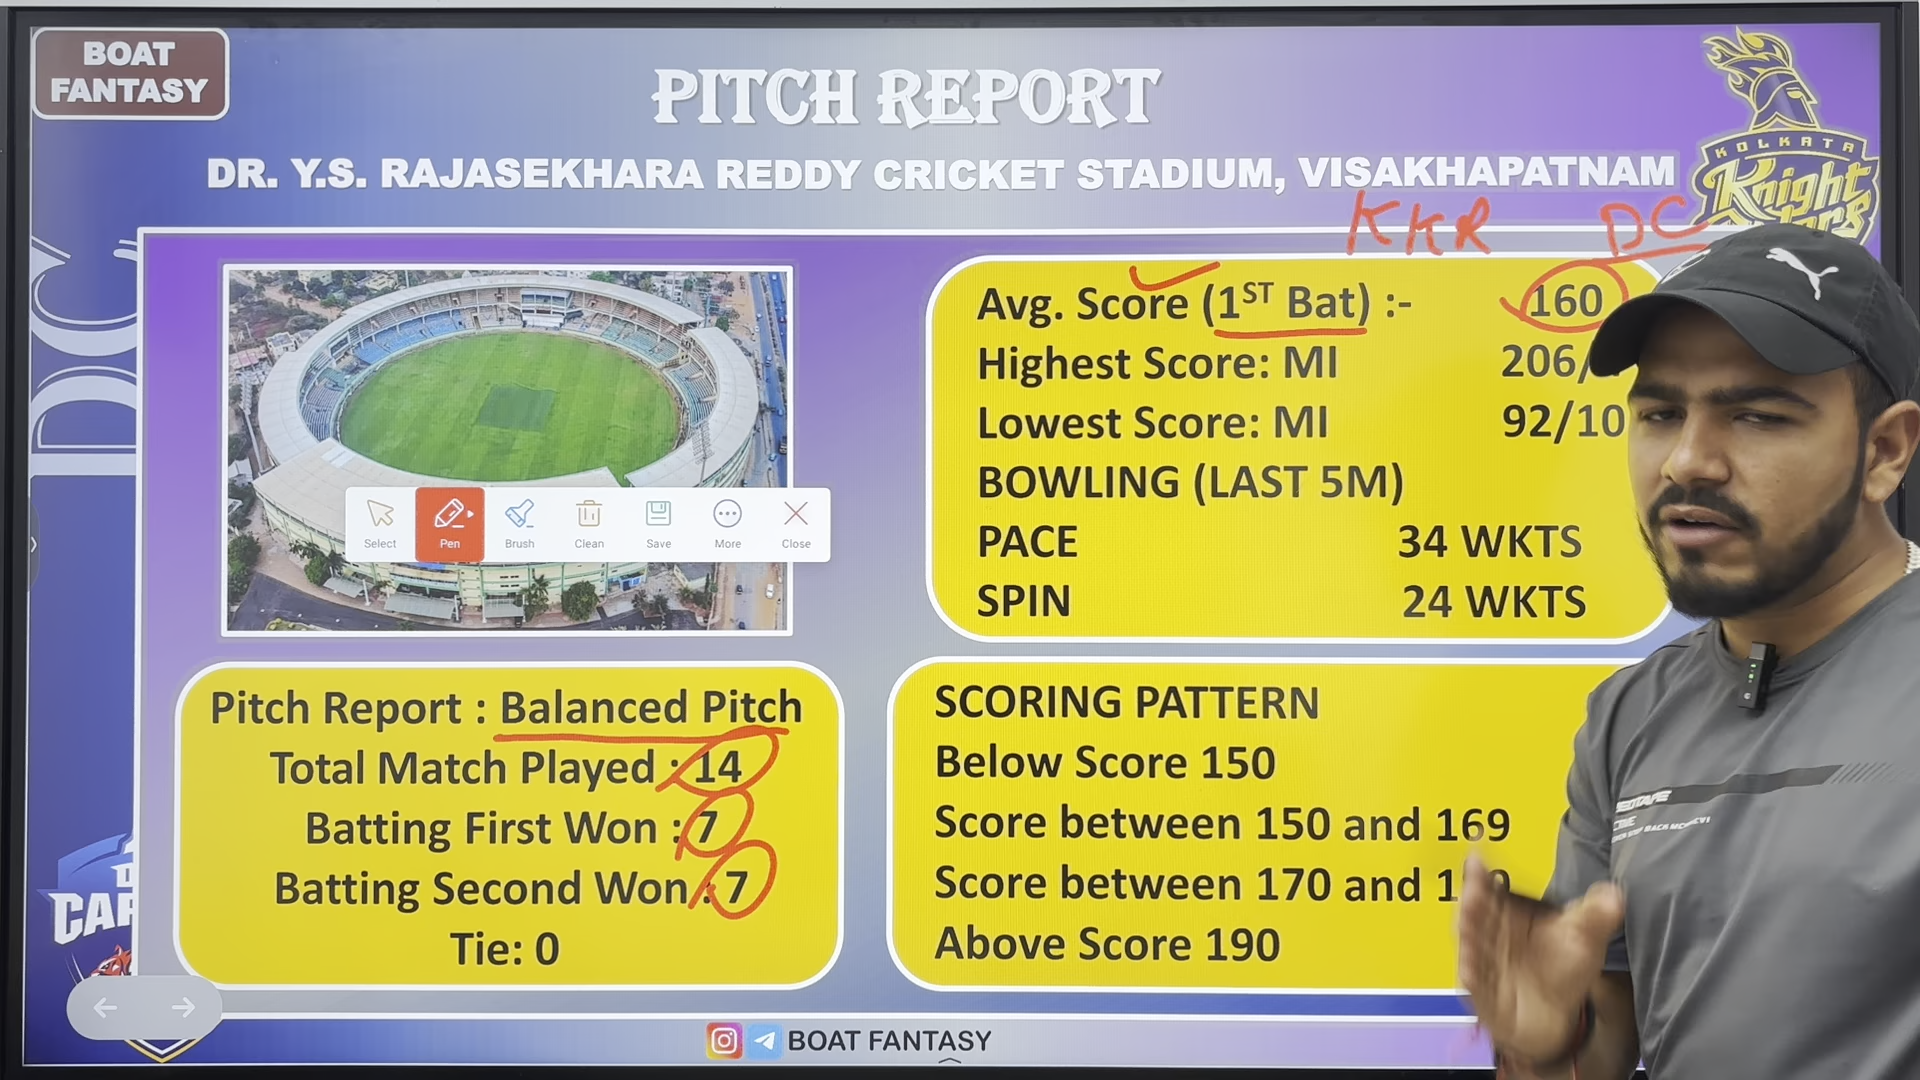 BOAT
FANTASY
PITCH REPORT
DR. Y.S. RAJASEKHARA REDDY CRICKET STADIUM, VISAKHAPATNAM
KOLKATA
Knight
KKR DC
DC
Avg. Score (1ST Bat) :- 160
Highest Score: MI 206/
Lowest Score: MI 92/10
BOWLING (LAST 5M)
PACE 34 WKTS
SPIN 24 WKTS
Select Pen Brush Clean Save More Close
Pitch Report : Balanced Pitch
Total Match Played : 14
Batting First Won : 7
Batting Second Won : 7
Tie: 0
SCORING PATTERN
Below Score 150
Score between 150 and 169
Score between 170 and
Above Score 190
CAP
BOAT FANTASY